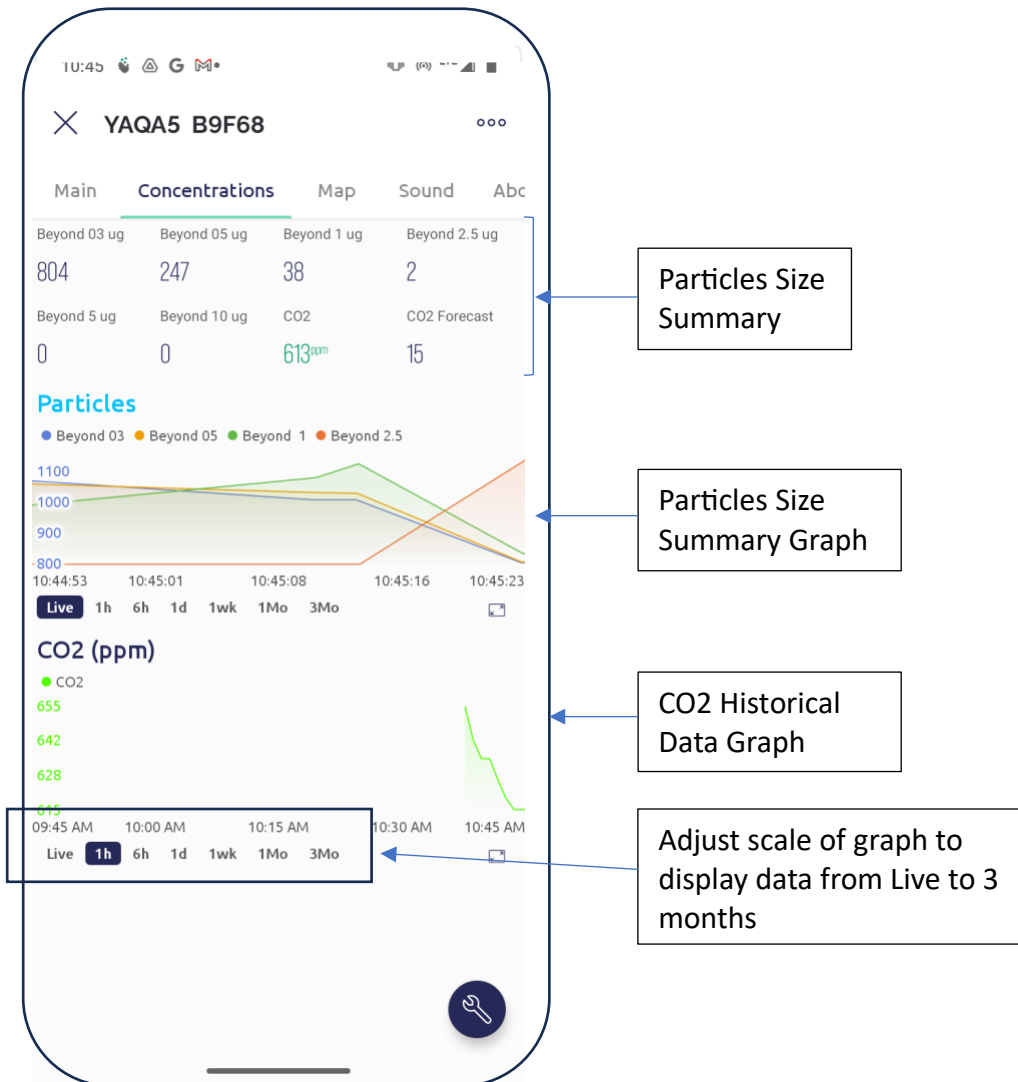 10:45 G M
YAQA5 B9F68
Main Concentrations Map Sound Abc
Beyond 03 ug Beyond 05 ug Beyond 1 ug Beyond 2.5 ug
804 247 38 2
Beyond 5 ug Beyond 10 ug CO2 CO2 Forecast
0 0 613ppm 15
Particles Size
Summary
Particles
Beyond 03 Beyond 05 Beyond 1 Beyond 2.5
1100
1000
900
800
10:44:53 10:45:01 10:45:08 10:45:16 10:45:23
Live 1h 6h 1d 1wk 1Mo 3Mo
Particles Size
Summary Graph
CO2 (ppm)
CO2
655
642
628
615
09:45 AM 10:00 AM 10:15 AM 10:30 AM 10:45 AM
Live 1h 6h 1d 1wk 1Mo 3Mo
CO2 Historical
Data Graph
Adjust scale of graph to
display data from Live to 3
months